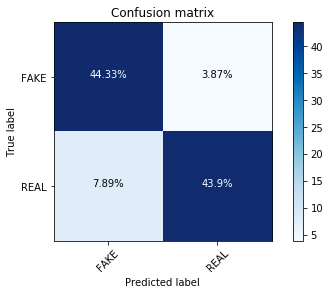 Confusion matrix
FAKE
44.33%
3.87%
REAL
7.89%
43.9%
True label
FAKE
REAL
Predicted label
40
35
30
25
20
15
10
5